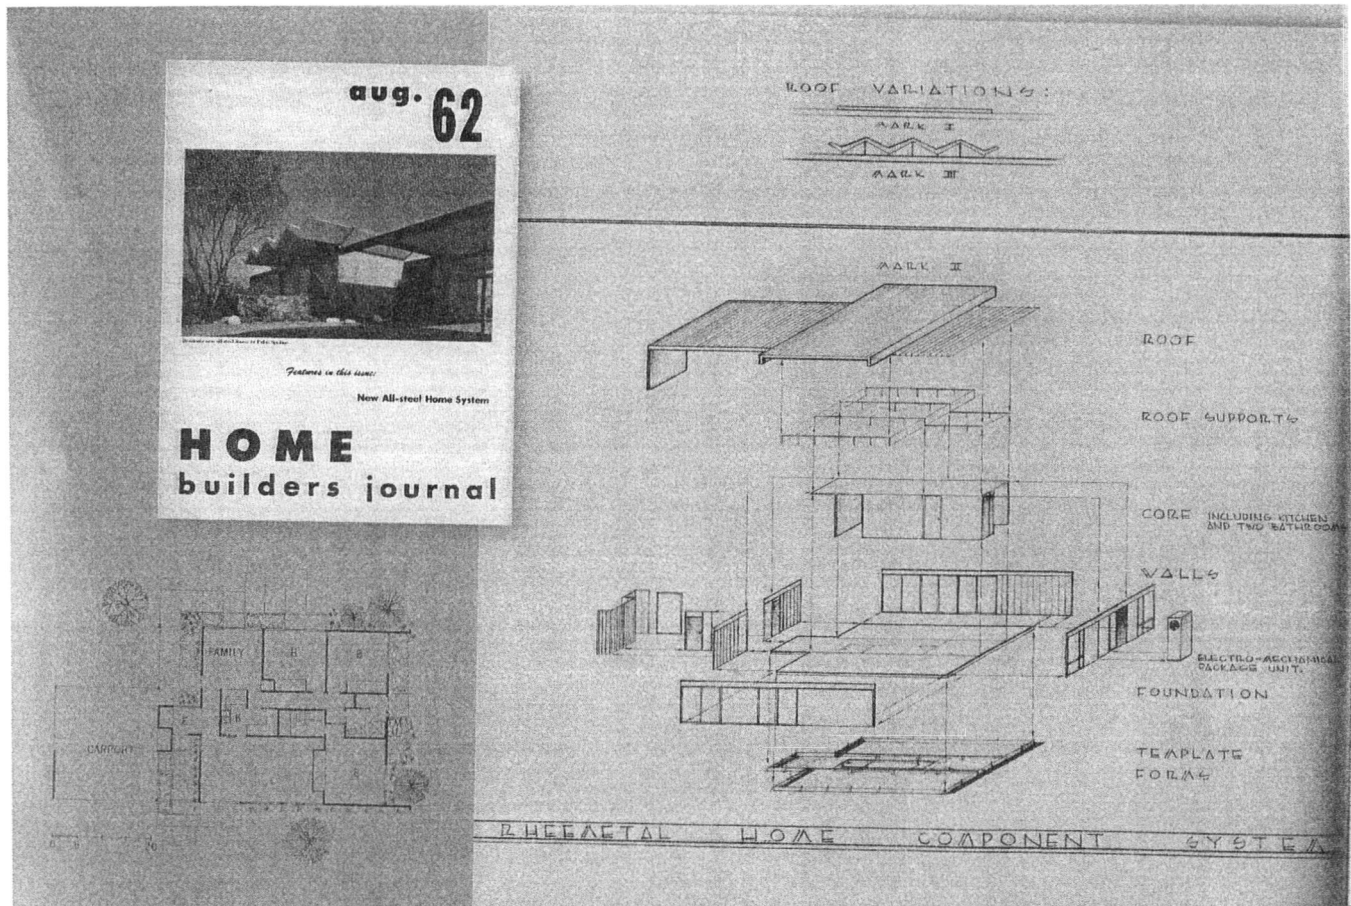 aug. 62
Features in this issue:
New All-steel Home System
HOME
builders journal
FAMILY
B
B
E
CARPORT
ROOF VARIATIONS:
MARK I
MARK III
MARK II
ROOF
ROOF SUPPORTS
CORE INCLUDING KITCHEN
AND TWO BATHROOMS
WALLS
ELECTRO-MECHANICAL
PACKAGE UNIT.
FOUNDATION
TEMPLATE
FORMS
RHEEMETAL HOME COMPONENT SYSTEM